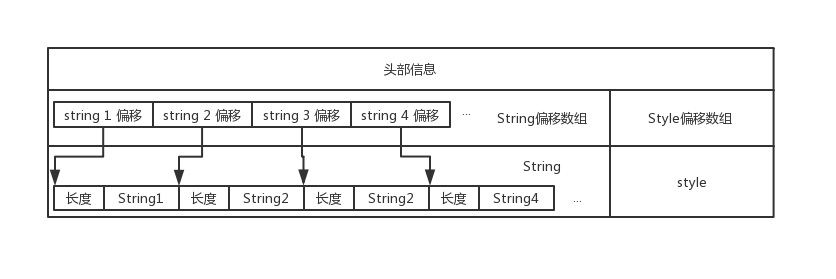 头部信息
string 1 偏移 string 2 偏移 string 3 偏移 string 4 偏移 ... String偏移数组 Style偏移数组
String
style
长度 String1 长度 String2 长度 String2 长度 String4 ...